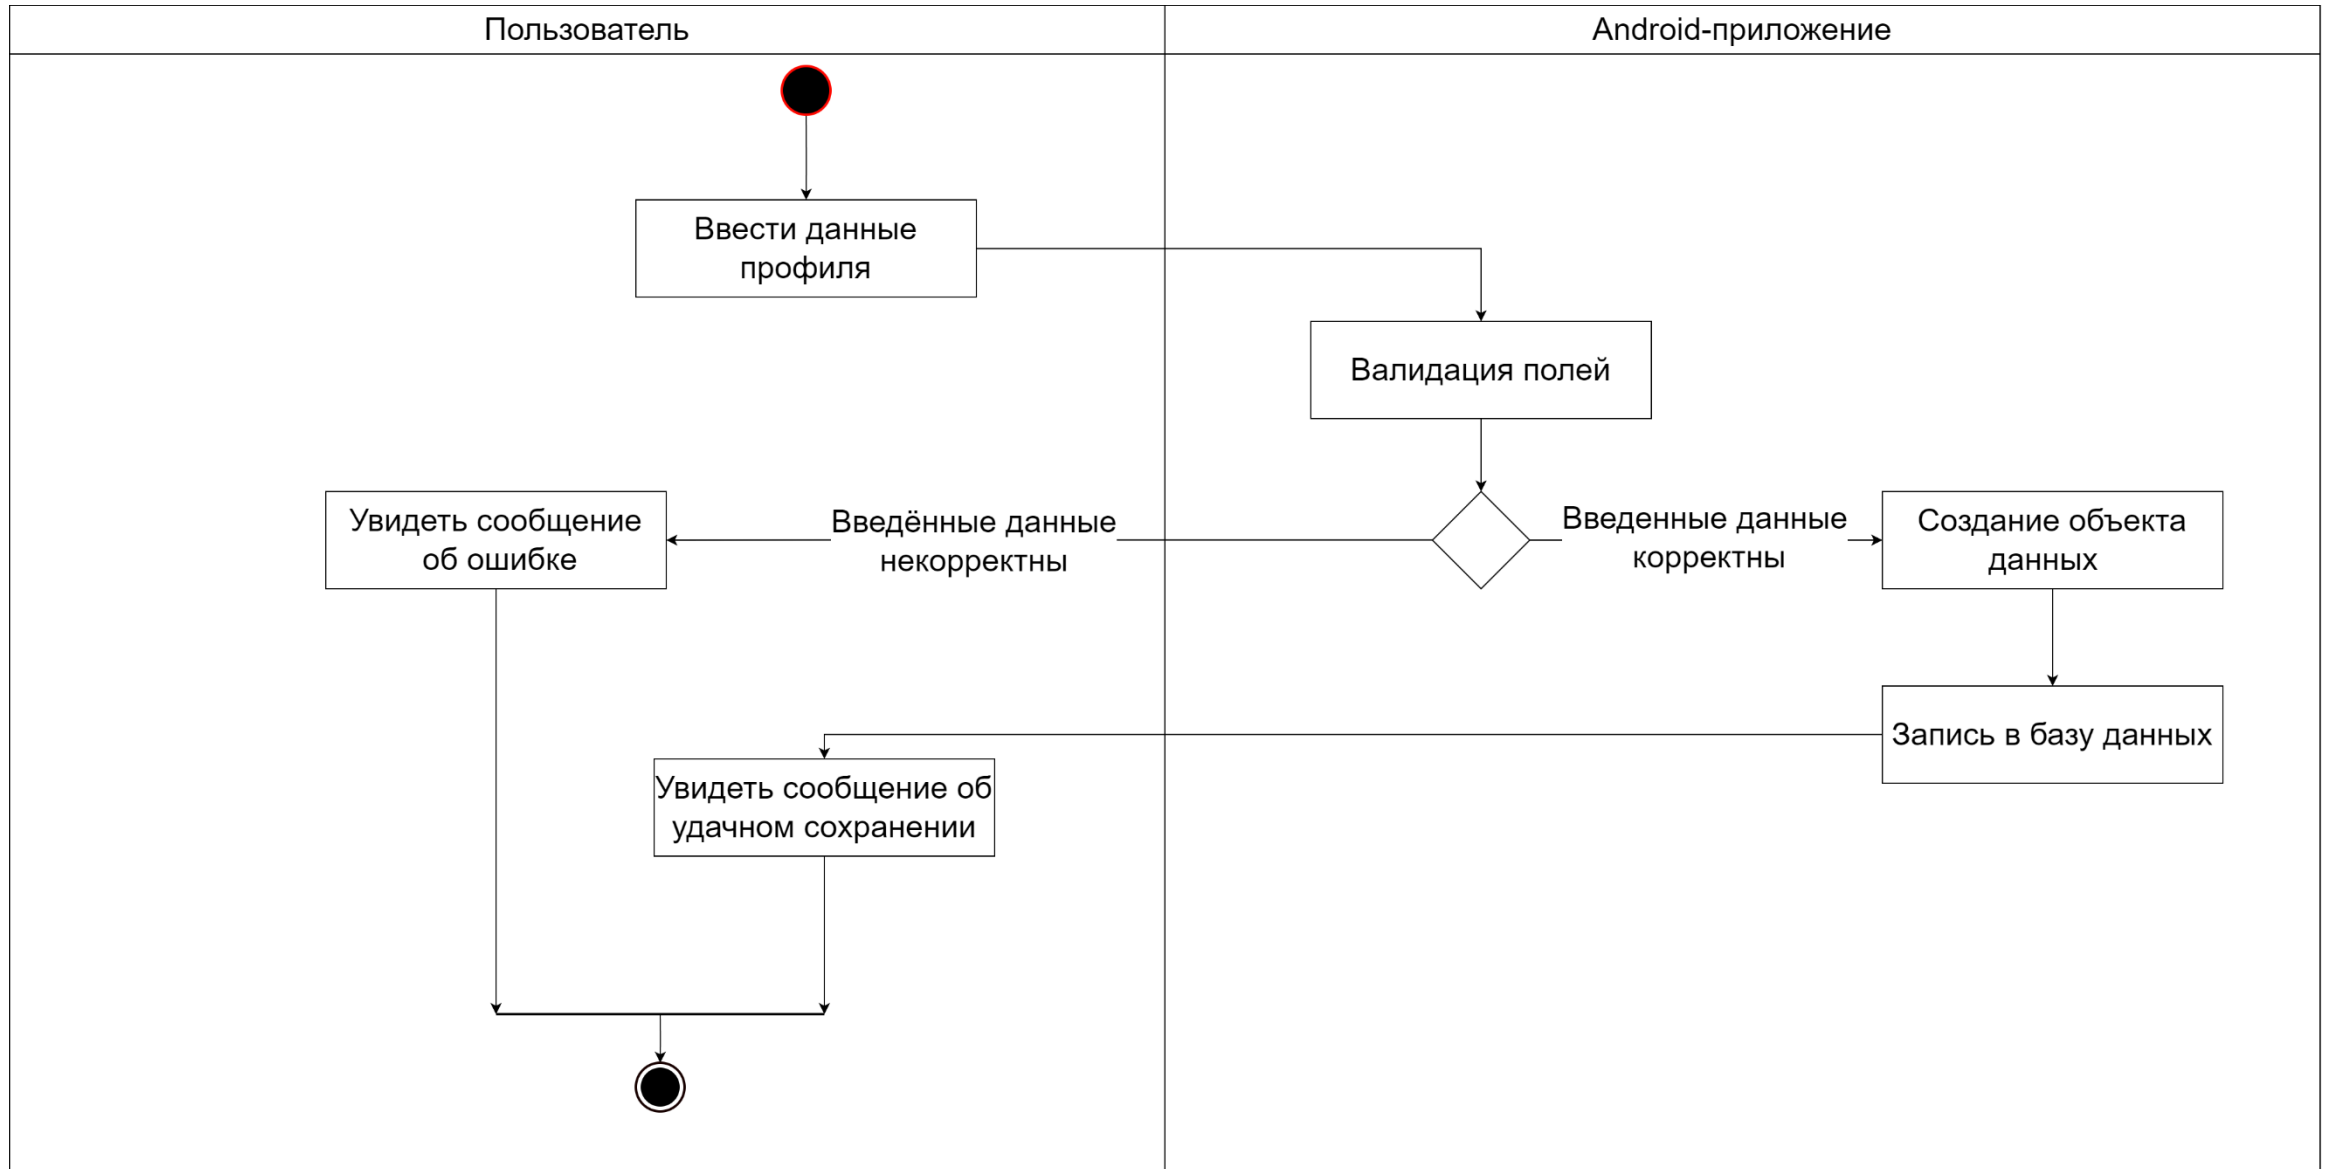 Пользователь
Android-приложение
Ввести данные
профиля
Валидация полей
Увидеть сообщение
об ошибке
Введённые данные
некорректны
Введенные данные
корректны
Создание объекта
данных
Запись в базу данных
Увидеть сообщение об
удачном сохранении